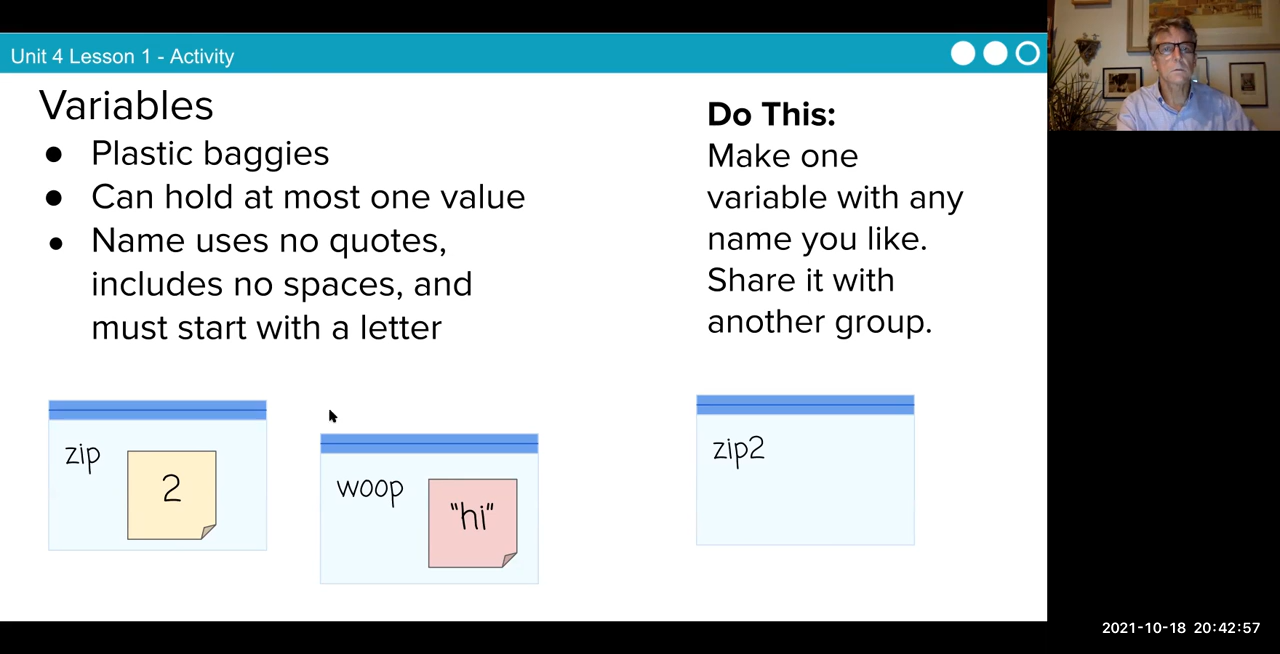 Unit 4 Lesson 1 - Activity
Variables
● Plastic baggies
● Can hold at most one value
● Name uses no quotes,
includes no spaces, and
must start with a letter
Do This:
Make one
variable with any
name you like.
Share it with
another group.
zip
2
woop
"hi"
zip2
2021-10-18 20:42:57